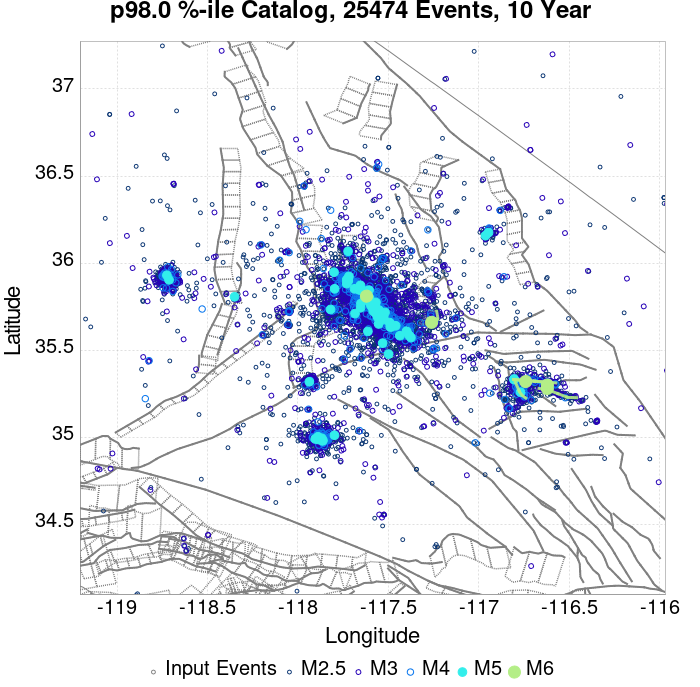 p98.0 %-ile Catalog, 25474 Events, 10 Year
37
36.5
36
35.5
35
34.5
Latitude
-119 -118.5 -118 -117.5 -117 -116.5 -116
Longitude
Input Events M2.5 M3 M4 M5 M6